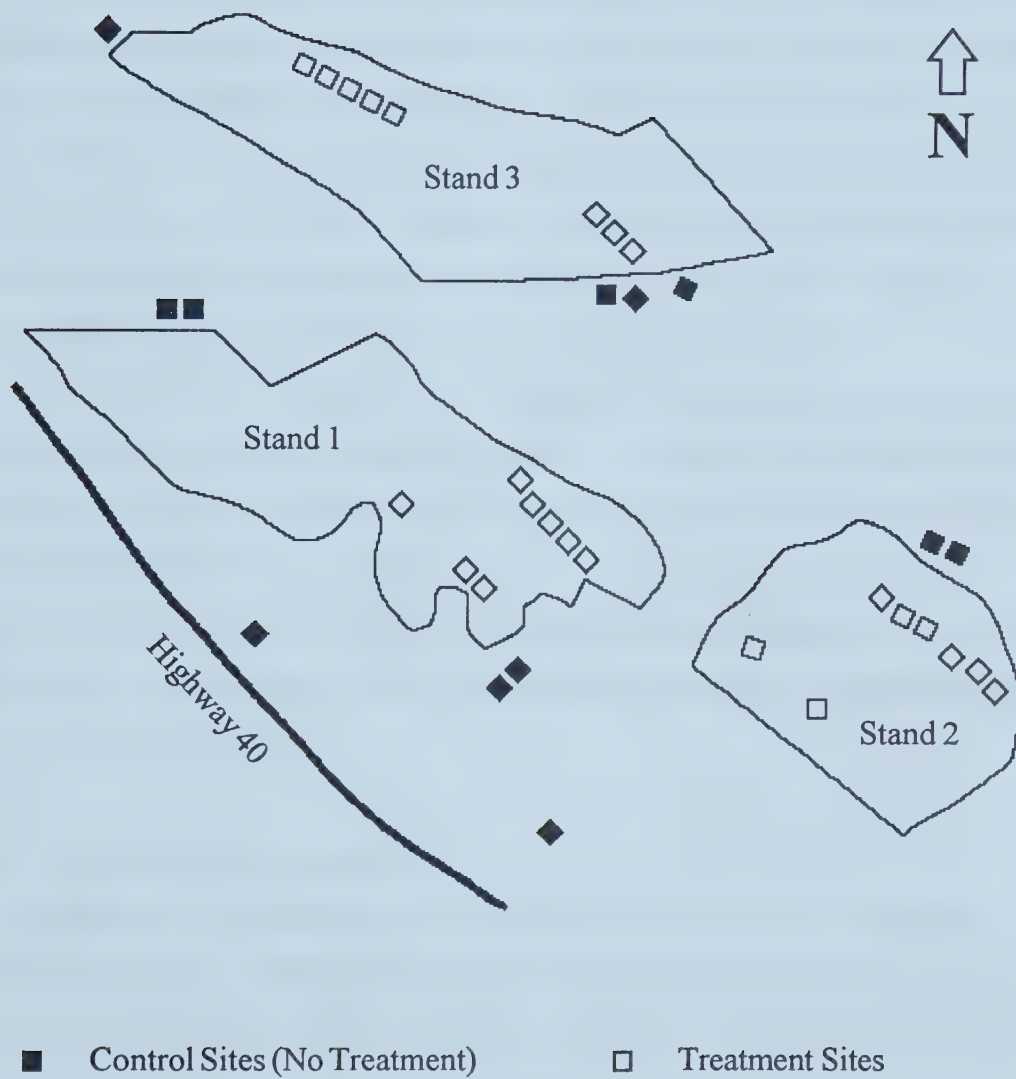 N
Stand 3
Stand 1
Highway 40
Stand 2
Control Sites (No Treatment)
Treatment Sites